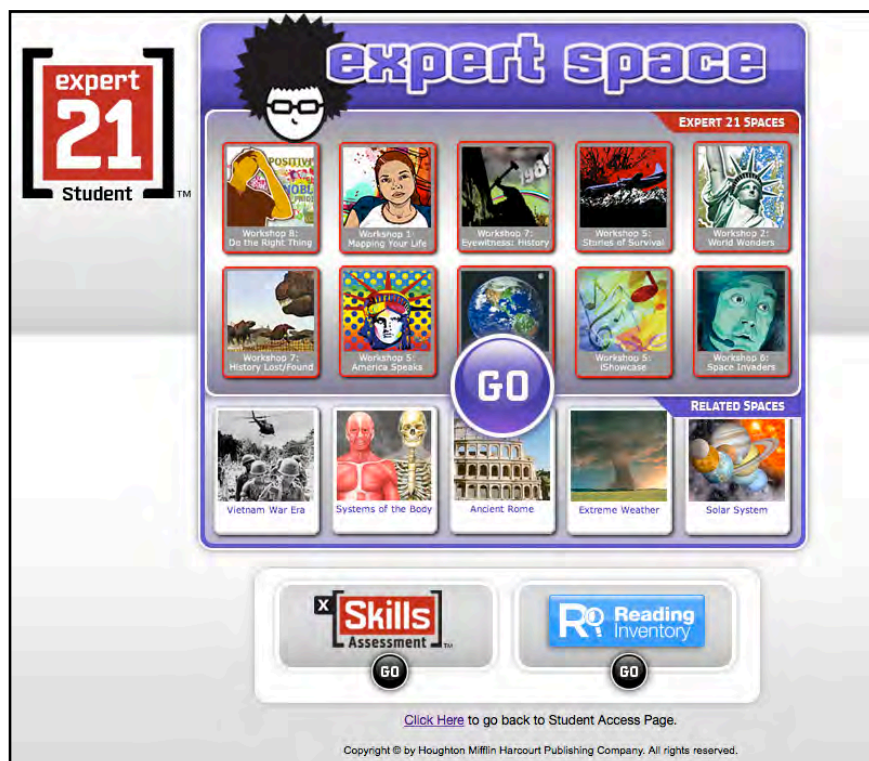 expert
21
Student
TM
expert space
EXPERT 21 SPACES
POSITIV
NOBL
Workshop 8:
Do the Right Thing
Workshop 1:
Mapping Your Life
1989
Workshop 7:
Eyewitness: History
Workshop 5:
Stories of Survival
Workshop 2:
World Wonders
Workshop 7:
History Lost/Found
Workshop 5:
America Speaks
Workshop 5:
iShowcase
Workshop 6:
Space Invaders
GO
RELATED SPACES
Vietnam War Era
Systems of the Body
Ancient Rome
Extreme Weather
Solar System
X
Skills
Assessment
TM
GO
Reading
Inventory
GO
Click Here to go back to Student Access Page.
Copyright © by Houghton Mifflin Harcourt Publishing Company. All rights reserved.